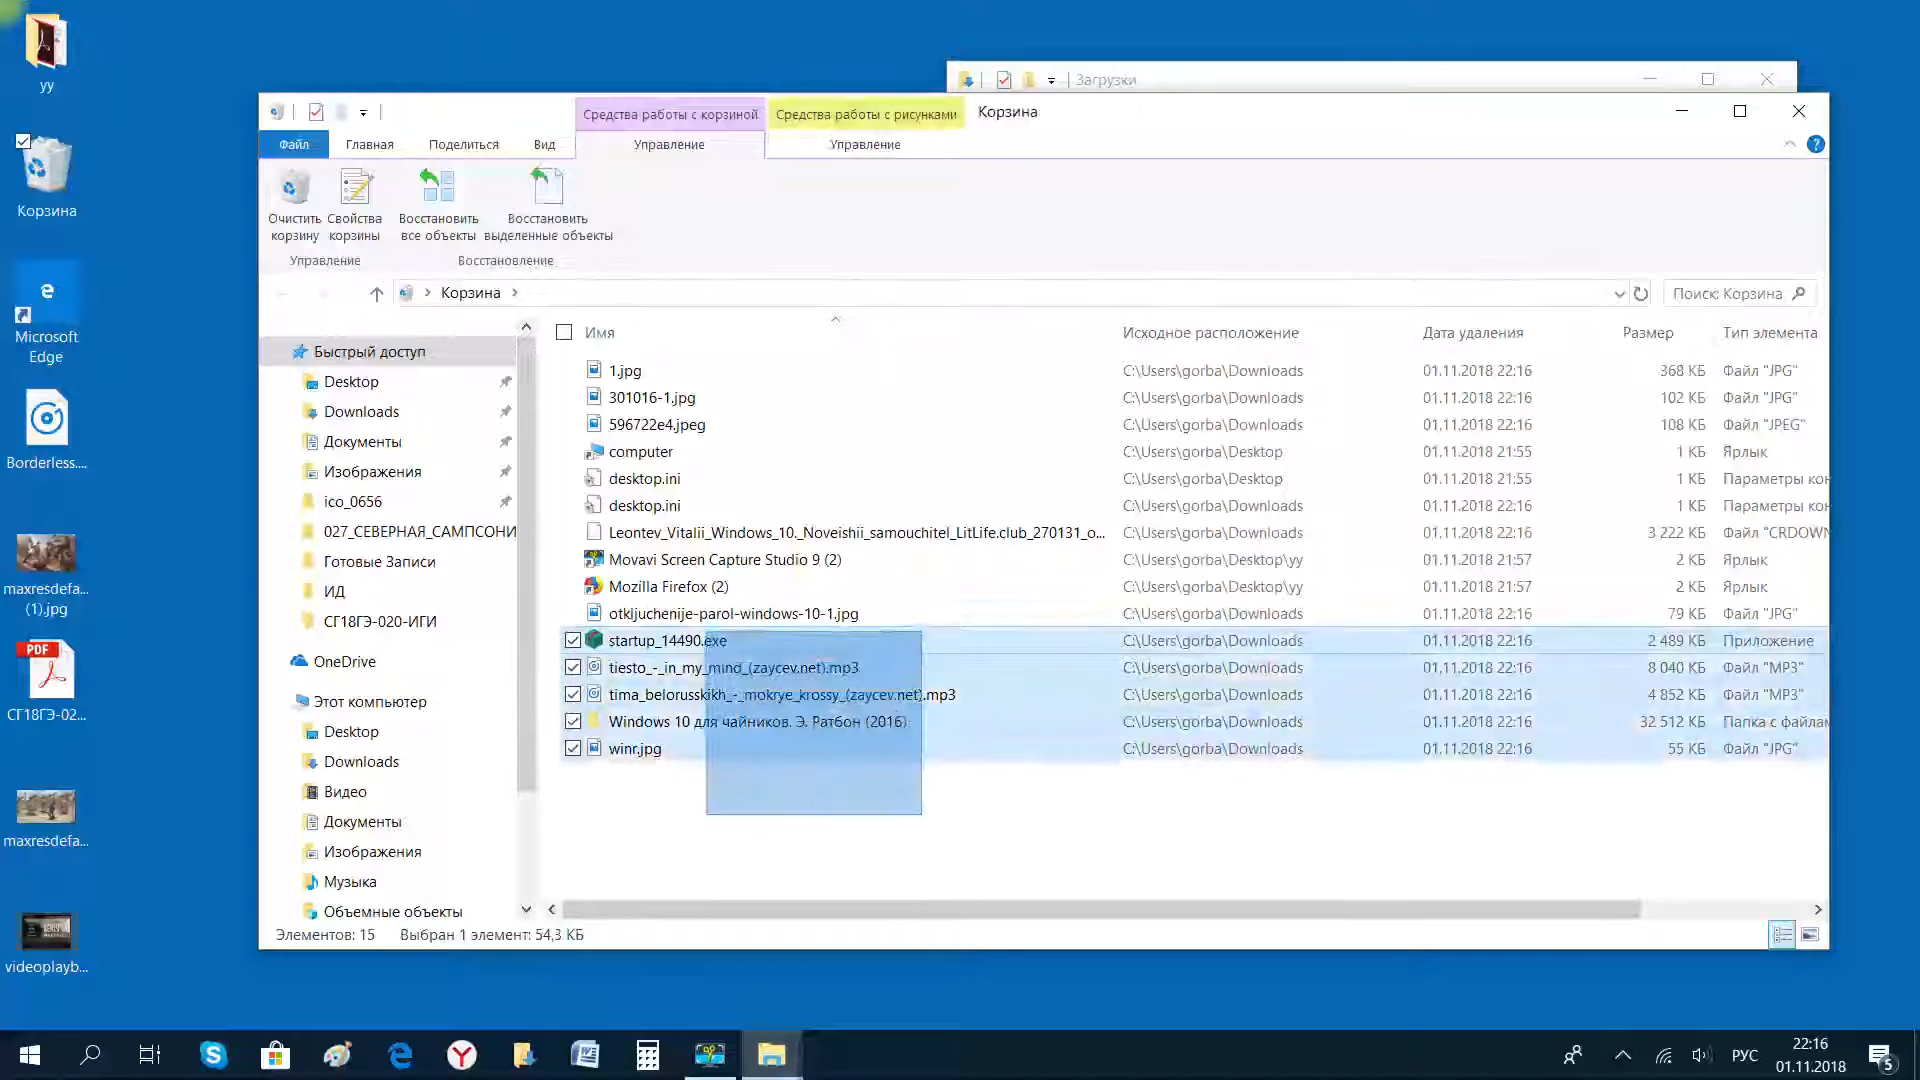 yy
Корзина
Microsoft
Edge
Borderless....
maxresdefa...
(1).jpg
PDF
СГ18ГЭ-02...
maxresdefa...
videoplayb...
Загрузки
Средства работы с корзиной
Средства работы с рисунками
Корзина
Файл
Главная
Поделиться
Вид
Управление
Управление
Очистить
корзину
Свойства
корзины
Восстановить
все объекты
Восстановить
выделенные объекты
Управление
Восстановление
Корзина
Поиск: Корзина
Быстрый доступ
Desktop
Downloads
Документы
Изображения
ico_0656
027_СЕВЕРНАЯ_САМПСОНИ
Готовые Записи
ИД
СГ18ГЭ-020-ИГИ
OneDrive
Этот компьютер
Desktop
Downloads
Видео
Документы
Изображения
Музыка
Объемные объекты
Имя Исходное расположение Дата удаления Размер Тип элемента
1.jpg C:\Users\gorba\Downloads 01.11.2018 22:16 368 КБ Файл "JPG"
301016-1.jpg C:\Users\gorba\Downloads 01.11.2018 22:16 102 КБ Файл "JPG"
596722e4.jpeg C:\Users\gorba\Downloads 01.11.2018 22:16 108 КБ Файл "JPEG"
computer C:\Users\gorba\Desktop 01.11.2018 21:55 1 КБ Ярлык
desktop.ini C:\Users\gorba\Desktop 01.11.2018 21:55 1 КБ Параметры кон
desktop.ini C:\Users\gorba\Downloads 01.11.2018 22:16 1 КБ Параметры кон
Leontev_Vitalii_Windows_10._Noveishii_samouchitel_LitLife.club_270131_o... C:\Users\gorba\Downloads 01.11.2018 22:16 3 222 КБ Файл "CRDOWN
Movavi Screen Capture Studio 9 (2) C:\Users\gorba\Desktop\yy 01.11.2018 21:57 2 КБ Ярлык
Mozilla Firefox (2) C:\Users\gorba\Desktop\yy 01.11.2018 21:57 2 КБ Ярлык
otkljuchenije-parol-windows-10-1.jpg C:\Users\gorba\Downloads 01.11.2018 22:16 79 КБ Файл "JPG"
startup_14490.exe C:\Users\gorba\Downloads 01.11.2018 22:16 2 489 КБ Приложение
tiesto_-_in_my_mind_(zaycev.net).mp3 C:\Users\gorba\Downloads 01.11.2018 22:16 8 040 КБ Файл "MP3"
tima_belorusskikh_-_mokrye_krossy_(zaycev.net).mp3 C:\Users\gorba\Downloads 01.11.2018 22:16 4 852 КБ Файл "MP3"
Windows 10 для чайников. Э. Ратбон (2016) C:\Users\gorba\Downloads 01.11.2018 22:16 32 512 КБ Папка с файлам
winr.jpg C:\Users\gorba\Downloads 01.11.2018 22:16 55 КБ Файл "JPG"
Элементов: 15 Выбран 1 элемент: 54,3 КБ
РУС
22:16
01.11.2018
5